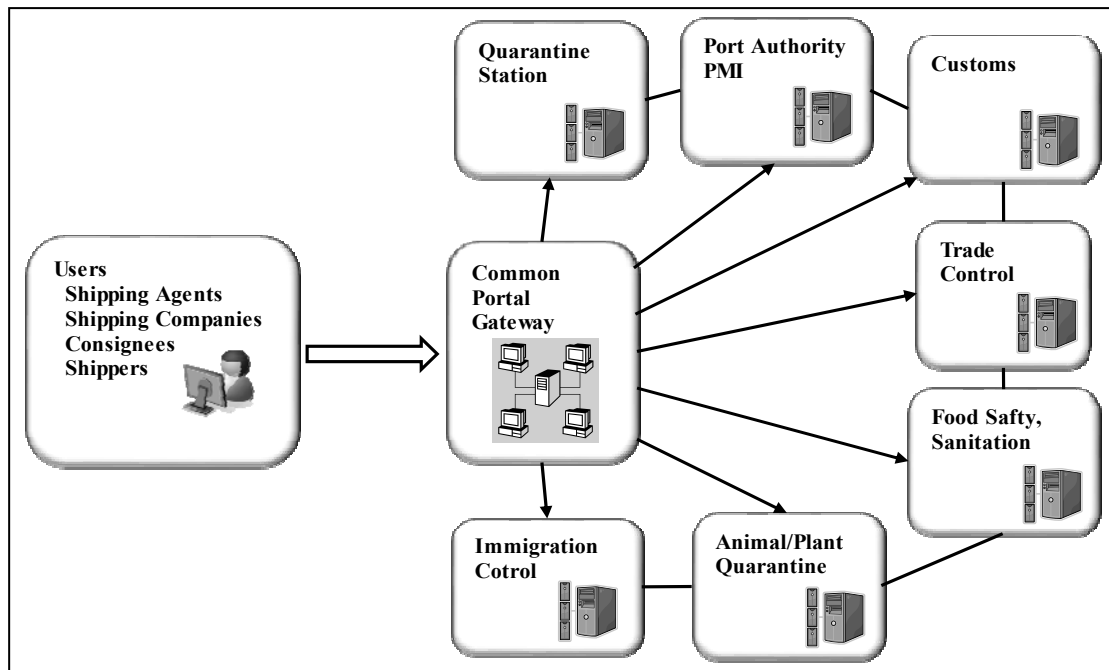 Quarantine
Station
Port Authority
PMI
Customs
Users
Shipping Agents
Shipping Companies
Consignees
Shippers
Common
Portal
Gateway
Trade
Control
Food Safty,
Sanitation
Immigration
Cotrol
Animal/Plant
Quarantine